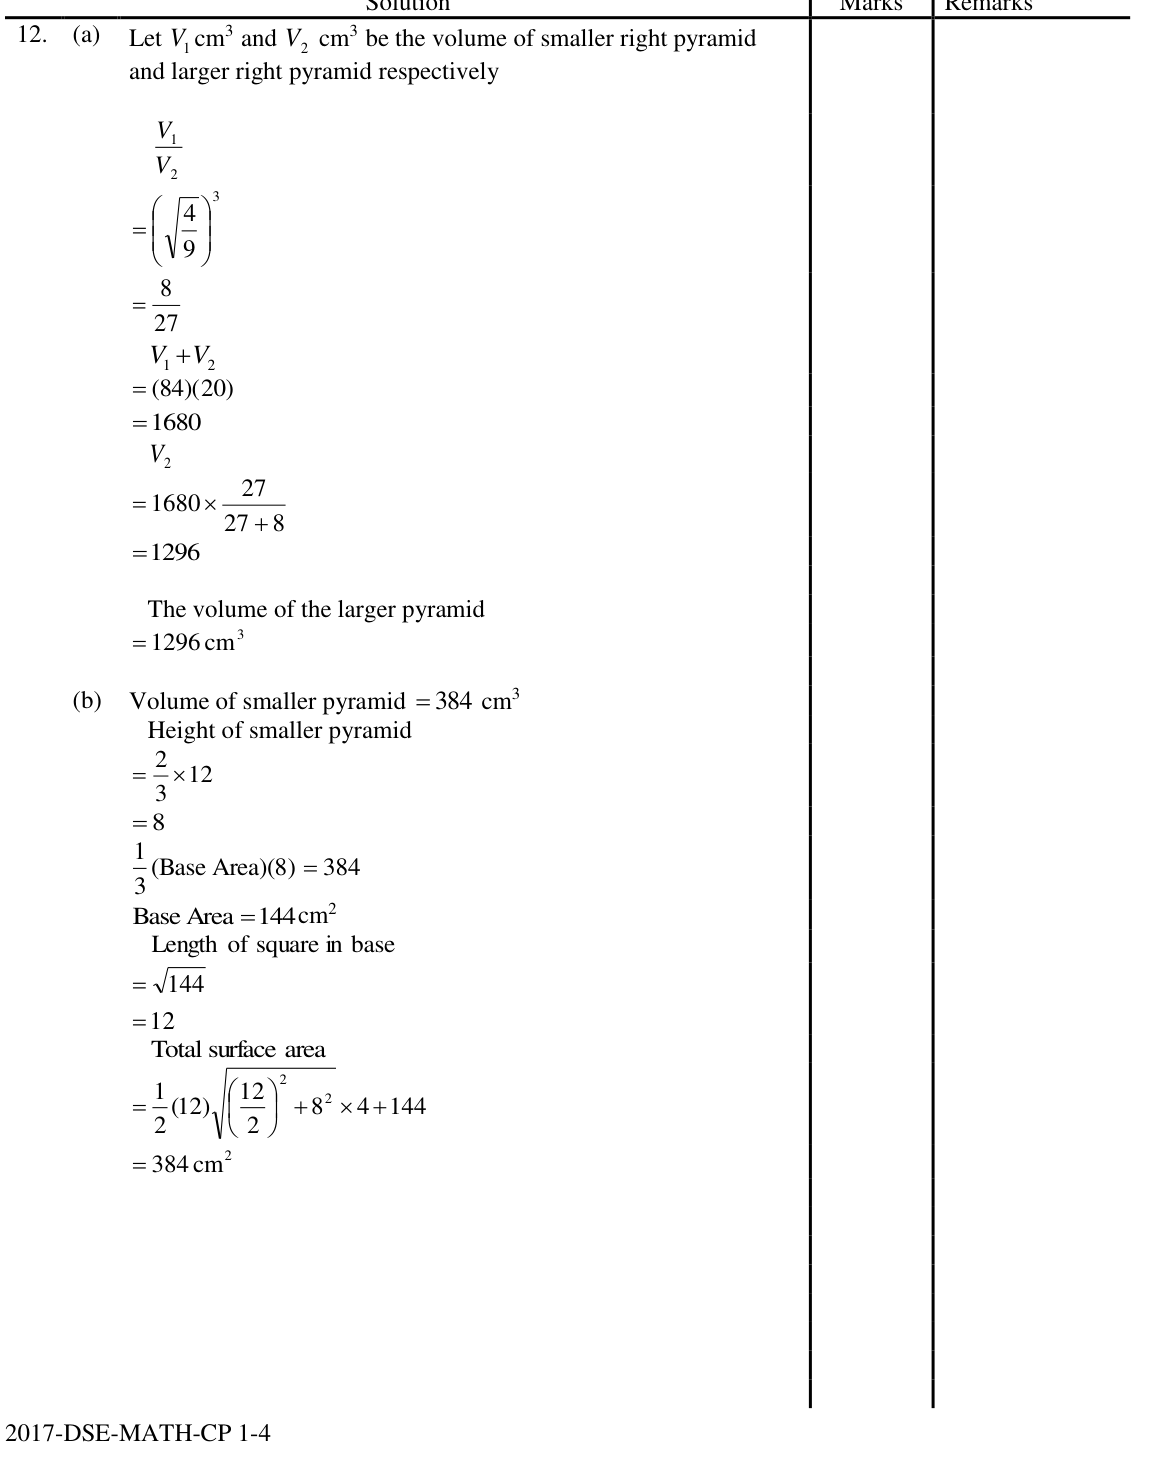 Solution Marks Remarks
12. (a) Let V₁ cm³ and V₂ cm³ be the volume of smaller right pyramid
and larger right pyramid respectively
V₁/V₂
= (√(4/9))³
= 8/27
V₁ + V₂
= (84)(20)
= 1680
V₂
= 1680 × 27/(27 + 8)
= 1296
The volume of the larger pyramid
= 1296 cm³
(b) Volume of smaller pyramid = 384 cm³
Height of smaller pyramid
= 2/3 × 12
= 8
1/3 (Base Area)(8) = 384
Base Area = 144 cm²
Length of square in base
= √144
= 12
Total surface area
= 1/2 (12)√((12/2)² + 8²) × 4 + 144
= 384 cm²
2017-DSE-MATH-CP 1-4